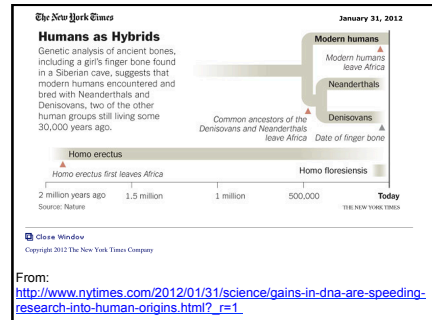 The New York Times
January 31, 2012
Humans as Hybrids
Genetic analysis of ancient bones,
including a girl's finger bone found
in a Siberian cave, suggests that
modern humans encountered and
bred with Neanderthals and
Denisovans, two of the other
human groups still living some
30,000 years ago.
Modern humans
Modern humans
leave Africa
Neanderthals
Denisovans
Common ancestors of the
Denisovans and Neanderthals
leave Africa
Date of finger bone
Homo erectus
Homo erectus first leaves Africa
Homo floresiensis
2 million years ago
1.5 million
1 million
500,000
Today
Source: Nature
THE NEW YORK TIMES
Close Window
Copyright 2012 The New York Times Company
From:
http://www.nytimes.com/2012/01/31/science/gains-in-dna-are-speeding-
research-into-human-origins.html?_r=1